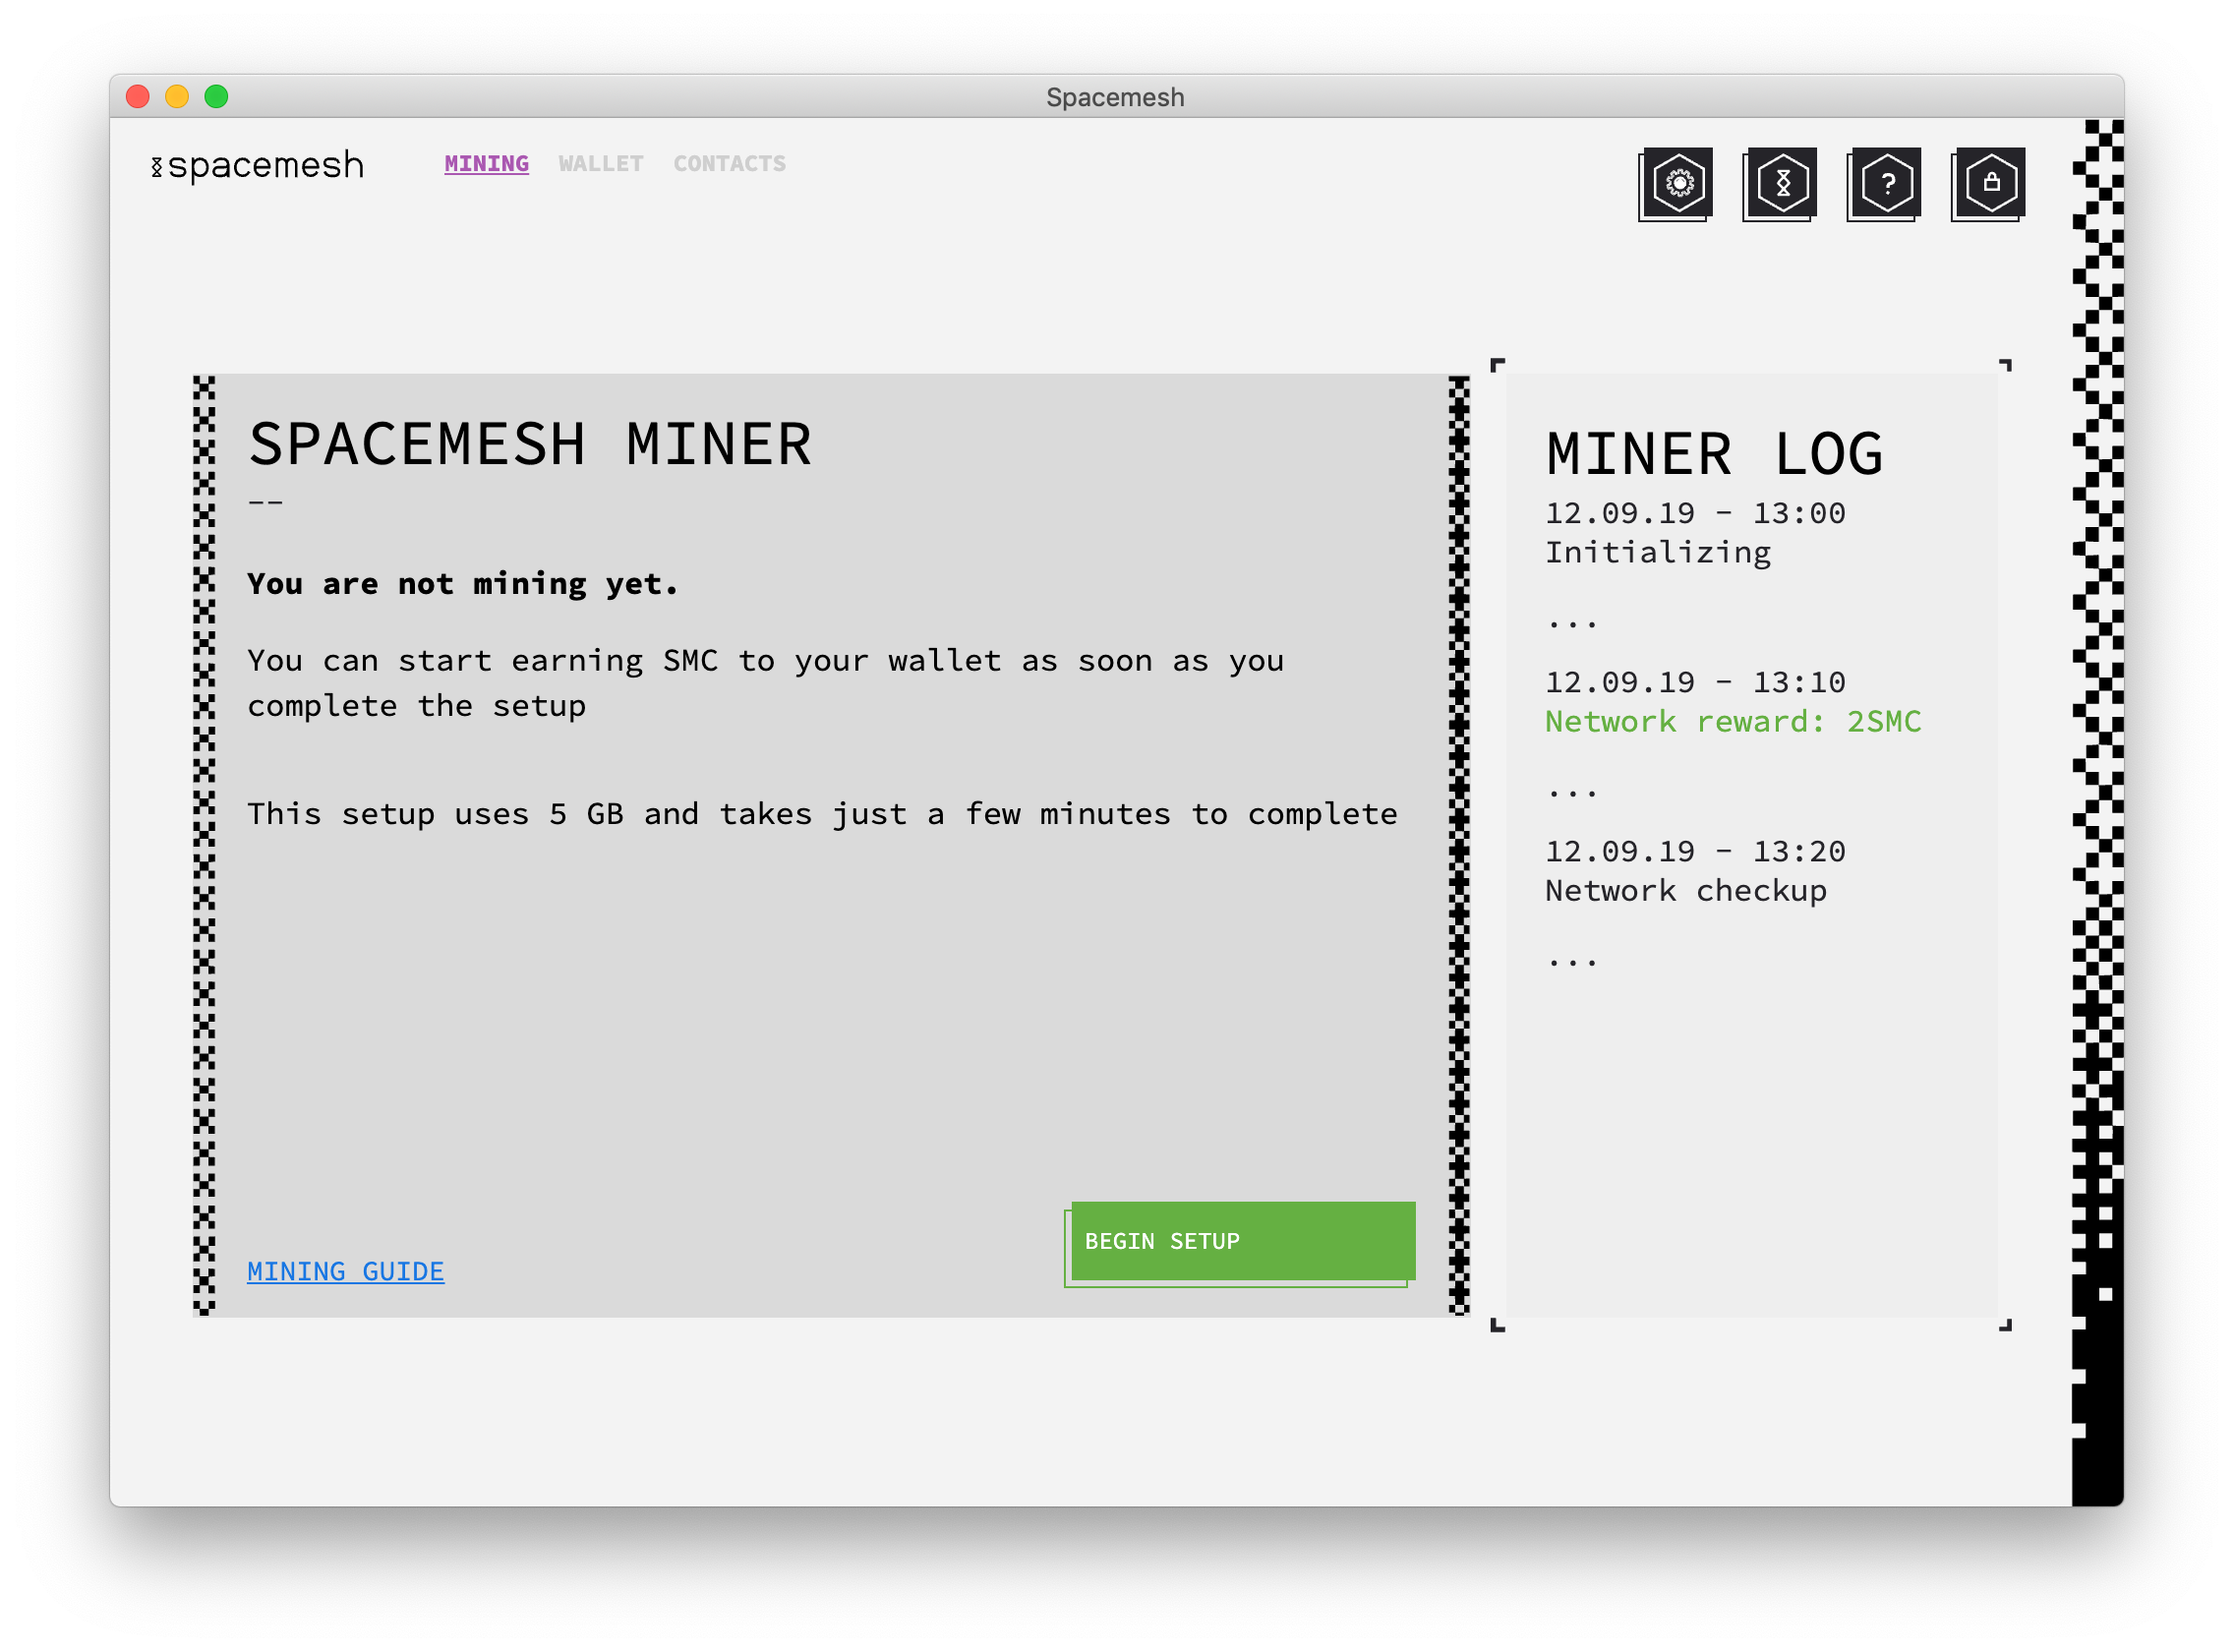 Spacemesh
spacemesh
MINING WALLET CONTACTS
?
SPACEMESH MINER
--
You are not mining yet.
You can start earning SMC to your wallet as soon as you
complete the setup
This setup uses 5 GB and takes just a few minutes to complete
MINING GUIDE
BEGIN SETUP
MINER LOG
12.09.19 - 13:00
Initializing
...
12.09.19 - 13:10
Network reward: 2SMC
...
12.09.19 - 13:20
Network checkup
...